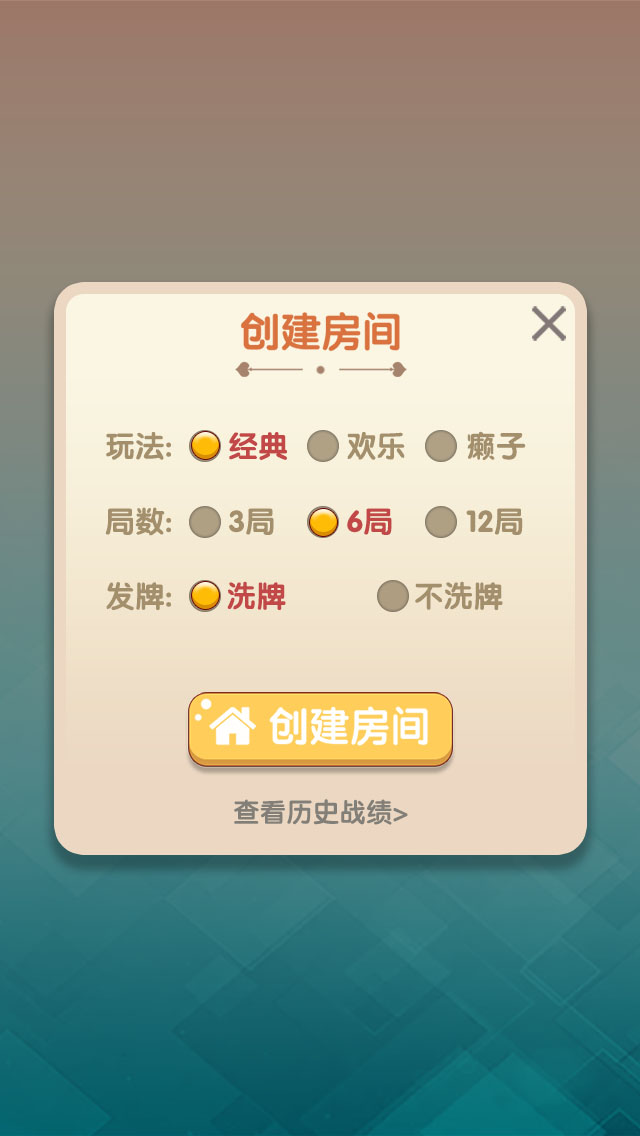 创建房间
玩法: 经典 欢乐 癞子
局数: 3局 6局 12局
发牌: 洗牌 不洗牌
创建房间
查看历史战绩>